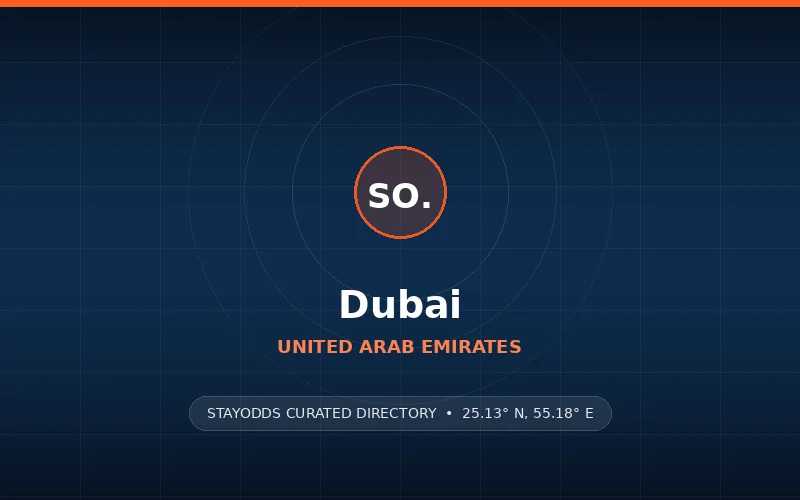 SO.
Dubai
UNITED ARAB EMIRATES
STAYODDS CURATED DIRECTORY • 25.13° N, 55.18° E